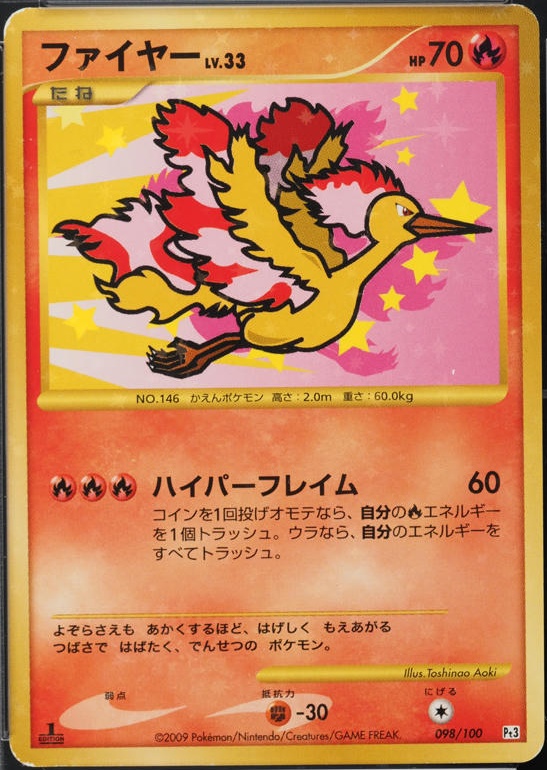 ファイヤー LV.33 HP 70
たね
NO.146 かえんポケモン 高さ：2.0m 重さ：60.0kg
ハイパーフレイム 60
コインを1回投げオモテなら、自分のエネルギー
を1個トラッシュ。ウラなら、自分のエネルギーを
すべてトラッシュ。
よぞらさえも あかくするほど、はげしく もえあがる
つばさで はばたく、でんせつの ポケモン。
Illus.Toshinao Aoki
弱点 抵抗力 にげる
-30
1 EDITION
©2009 Pokémon/Nintendo/Creatures/GAME FREAK.
098/100 Pt3